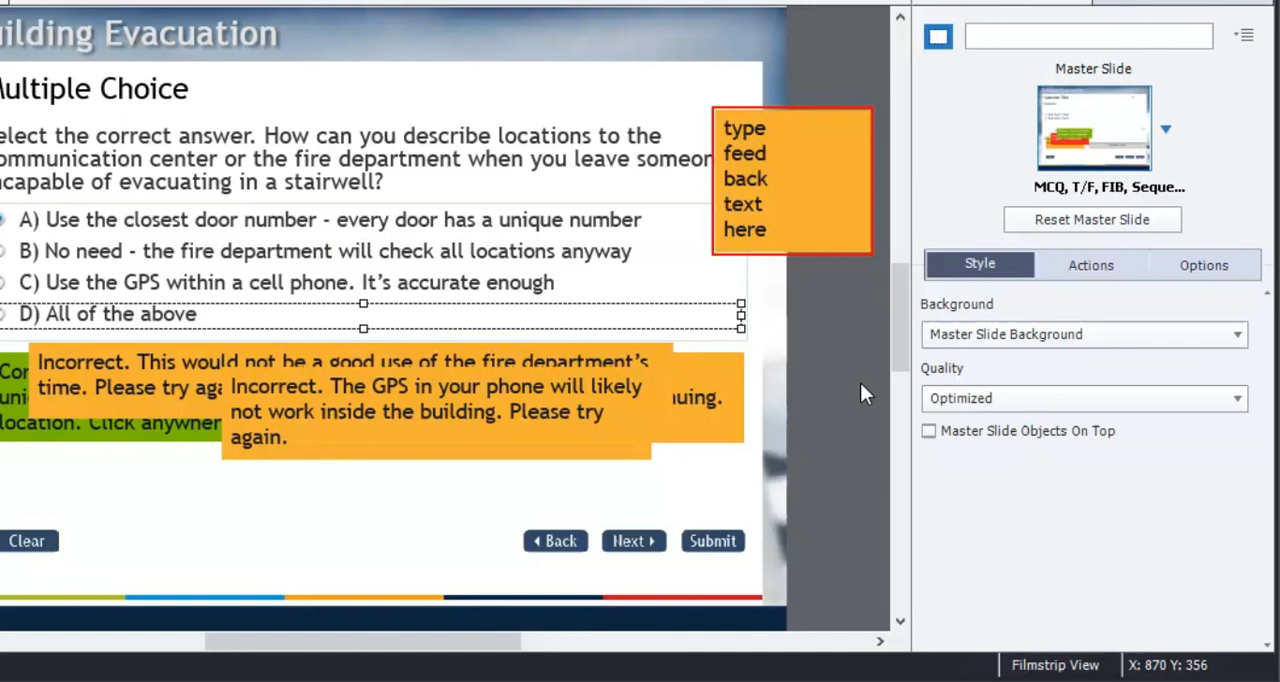 ilding Evacuation
ultiple Choice
elect the correct answer. How can you describe locations to the
ommunication center or the fire department when you leave someor
ncapable of evacuating in a stairwell?
A) Use the closest door number - every door has a unique number
B) No need - the fire department will check all locations anyway
C) Use the GPS within a cell phone. It's accurate enough
D) All of the above
type
feed
back
text
here
Incorrect. This would not be a good use of the fire department's
time. Please try aga
Incorrect. The GPS in your phone will likely
not work inside the building. Please try
again.
Cor
uni
location. Click anywher
nuing.
Clear
Back
Next
Submit
Master Slide
MCQ, T/F, FIB, Seque...
Reset Master Slide
Style
Actions
Options
Background
Master Slide Background
Quality
Optimized
Master Slide Objects On Top
Filmstrip View
X: 870 Y: 356